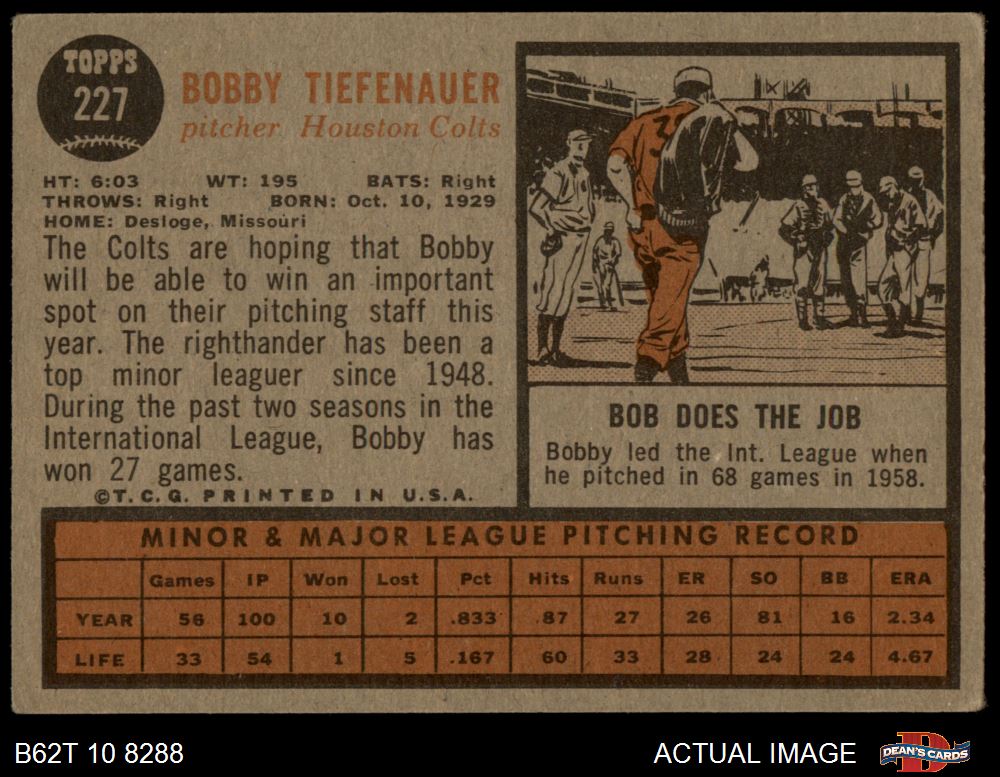 TOPPS
227
BOBBY TIEFENAUER
pitcher Houston Colts
HT: 6:03 WT: 195 BATS: Right
THROWS: Right BORN: Oct. 10, 1929
HOME: Desloge, Missouri
The Colts are hoping that Bobby
will be able to win an important
spot on their pitching staff this
year. The righthander has been a
top minor leaguer since 1948.
During the past two seasons in the
International League, Bobby has
won 27 games.
©T.C.G. PRINTED IN U.S.A.
BOB DOES THE JOB
Bobby led the Int. League when
he pitched in 68 games in 1958.
MINOR & MAJOR LEAGUE PITCHING RECORD
Games IP Won Lost Pct Hits Runs ER SO BB ERA
YEAR 56 100 10 2 .833 .87 27 26 81 16 2.34
LIFE 33 54 1 5 .167 60 33 28 24 24 4.67
B62T 10 8288
ACTUAL IMAGE
DEAN'S CARDS